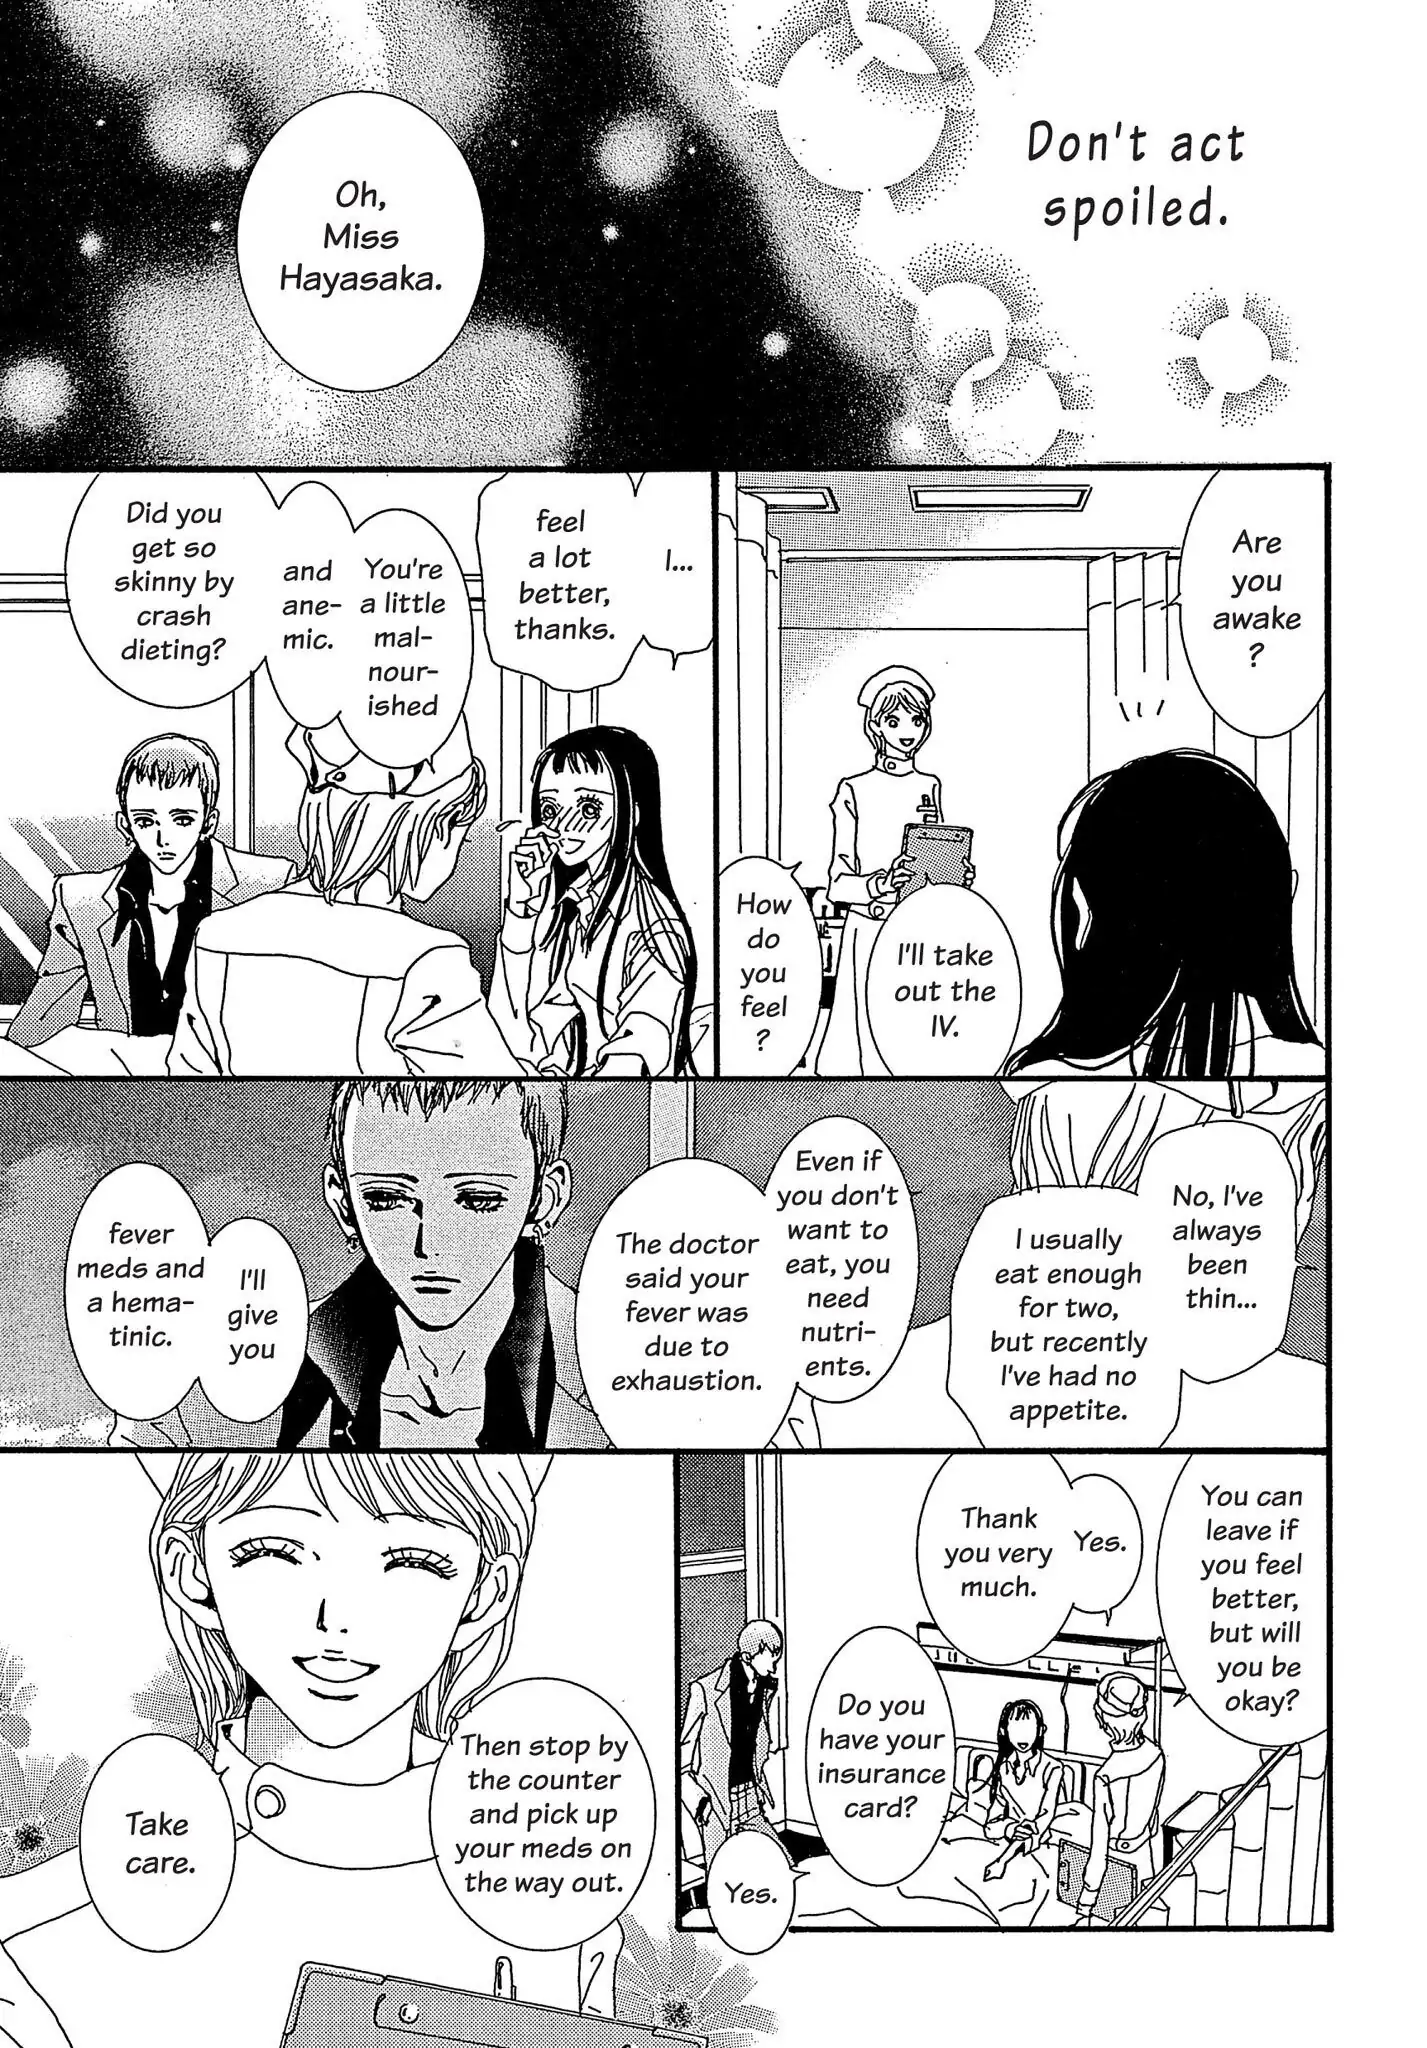 Don't act
spoiled.
Oh,
Miss
Hayasaka.
Are
you
awake
?
I'll take
out the
IV.
How
do
you
feel
?
I...
feel
a lot
better,
thanks.
You're
a little
mal-
nour-
ished
and
ane-
mic.
Did you
get so
skinny by
crash
dieting?
No, I've
always
been
thin...
I usually
eat enough
for two,
but recently
I've had no
appetite.
Even if
you don't
want to
eat, you
need
nutri-
ents.
The doctor
said your
fever was
due to
exhaustion.
I'll
give
you
fever
meds and
a hema-
tinic.
You can
leave if
you feel
better,
but will
you be
okay?
Yes.
Thank
you very
much.
Do you
have your
insurance
card?
Yes.
Then stop by
the counter
and pick up
your meds on
the way out.
Take
care.